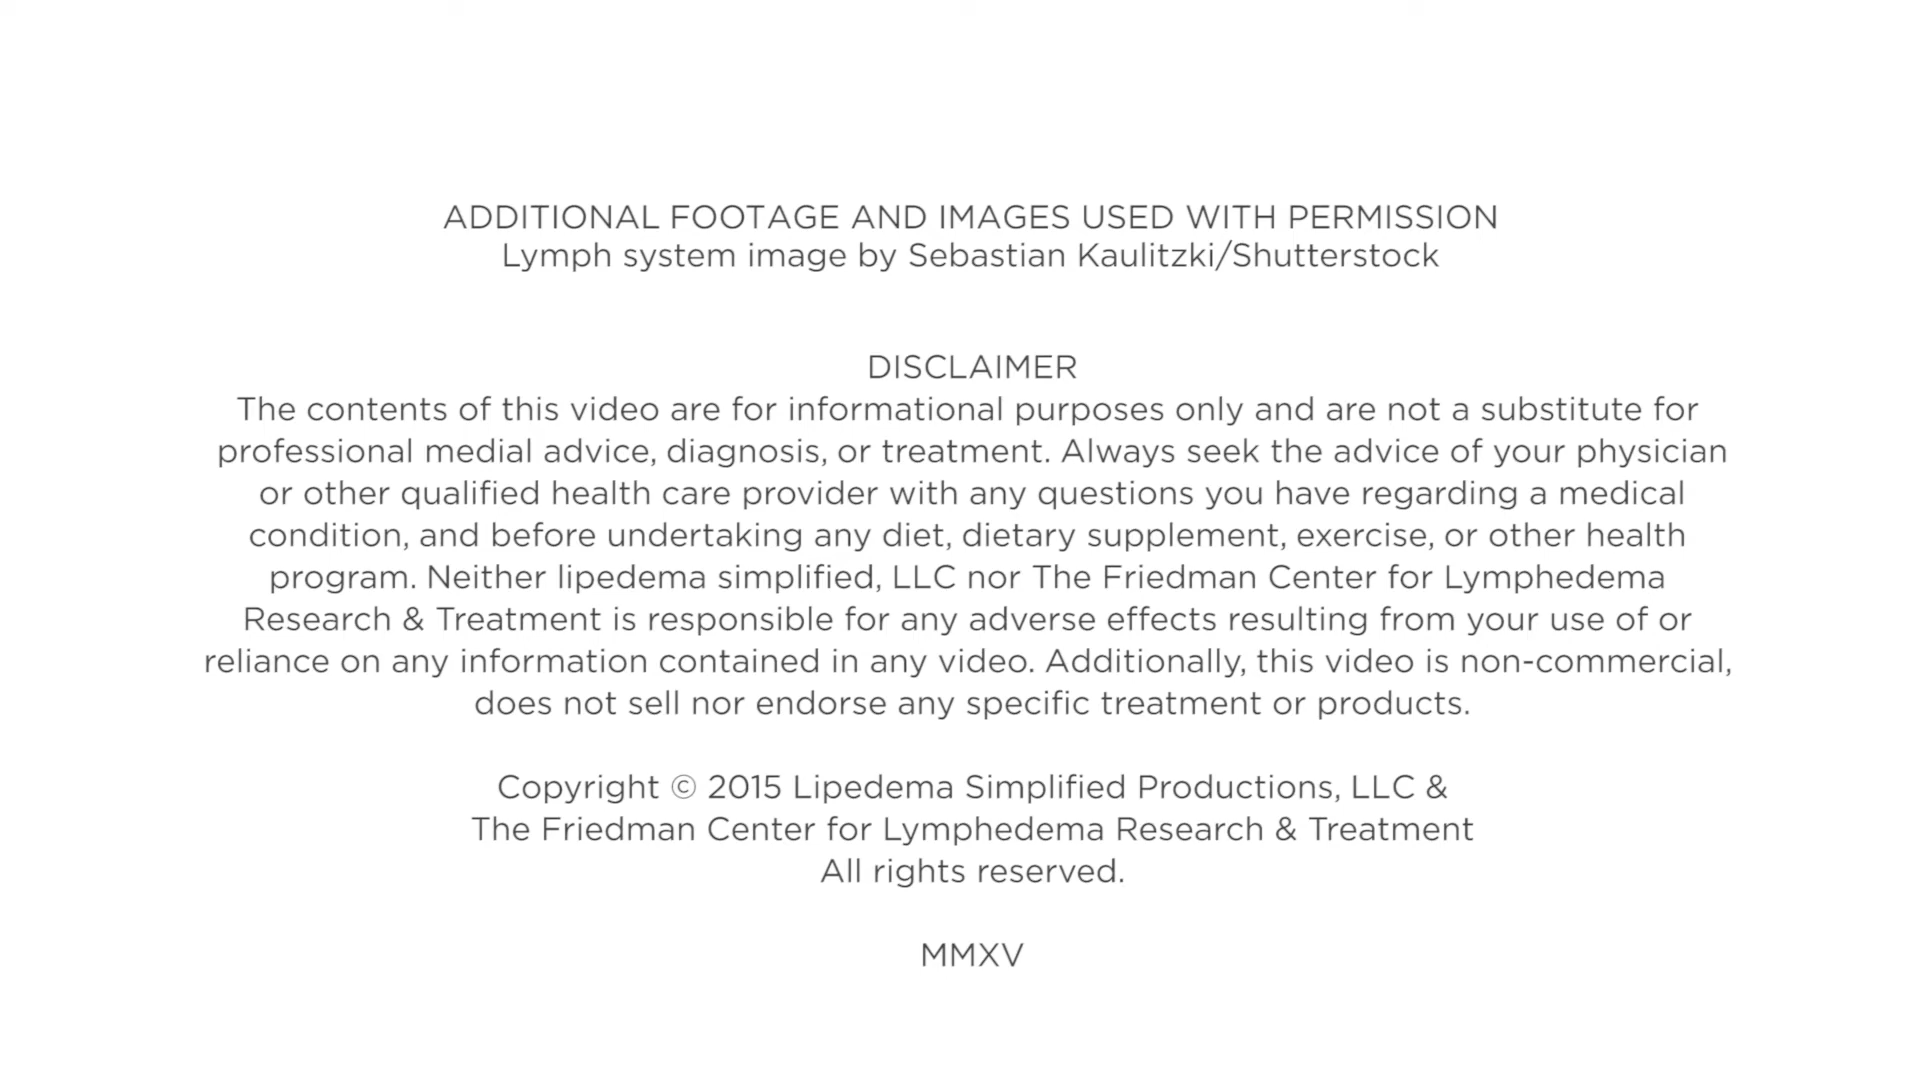 ADDITIONAL FOOTAGE AND IMAGES USED WITH PERMISSION
Lymph system image by Sebastian Kaulitzki/Shutterstock
DISCLAIMER
The contents of this video are for informational purposes only and are not a substitute for
professional medial advice, diagnosis, or treatment. Always seek the advice of your physician
or other qualified health care provider with any questions you have regarding a medical
condition, and before undertaking any diet, dietary supplement, exercise, or other health
program. Neither lipedema simplified, LLC nor The Friedman Center for Lymphedema
Research & Treatment is responsible for any adverse effects resulting from your use of or
reliance on any information contained in any video. Additionally, this video is non-commercial,
does not sell nor endorse any specific treatment or products.
Copyright © 2015 Lipedema Simplified Productions, LLC &
The Friedman Center for Lymphedema Research & Treatment
All rights reserved.
MMXV